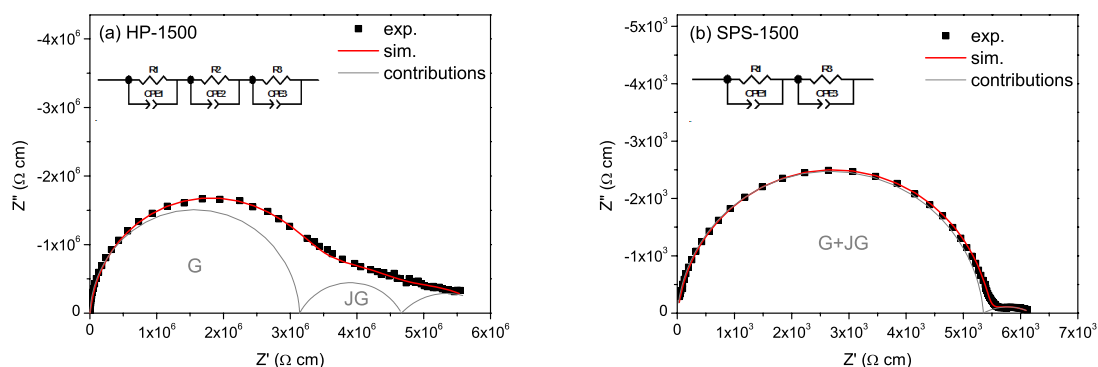 (a) HP-1500
exp.
sim.
contributions
R1 R2 R3
CPE1 CPE2 CPE3
-4x10⁶
-3x10⁶
-2x10⁶
-1x10⁶
0
Z'' (Ω cm)
G
JG
0 1x10⁶ 2x10⁶ 3x10⁶ 4x10⁶ 5x10⁶ 6x10⁶
Z' (Ω cm)
(b) SPS-1500
exp.
sim.
contributions
R1 R3
CPE1 CPE3
-5x10³
-4x10³
-3x10³
-2x10³
-1x10³
0
Z'' (Ω cm)
G+JG
0 1x10³ 2x10³ 3x10³ 4x10³ 5x10³ 6x10³ 7x10³
Z' (Ω cm)